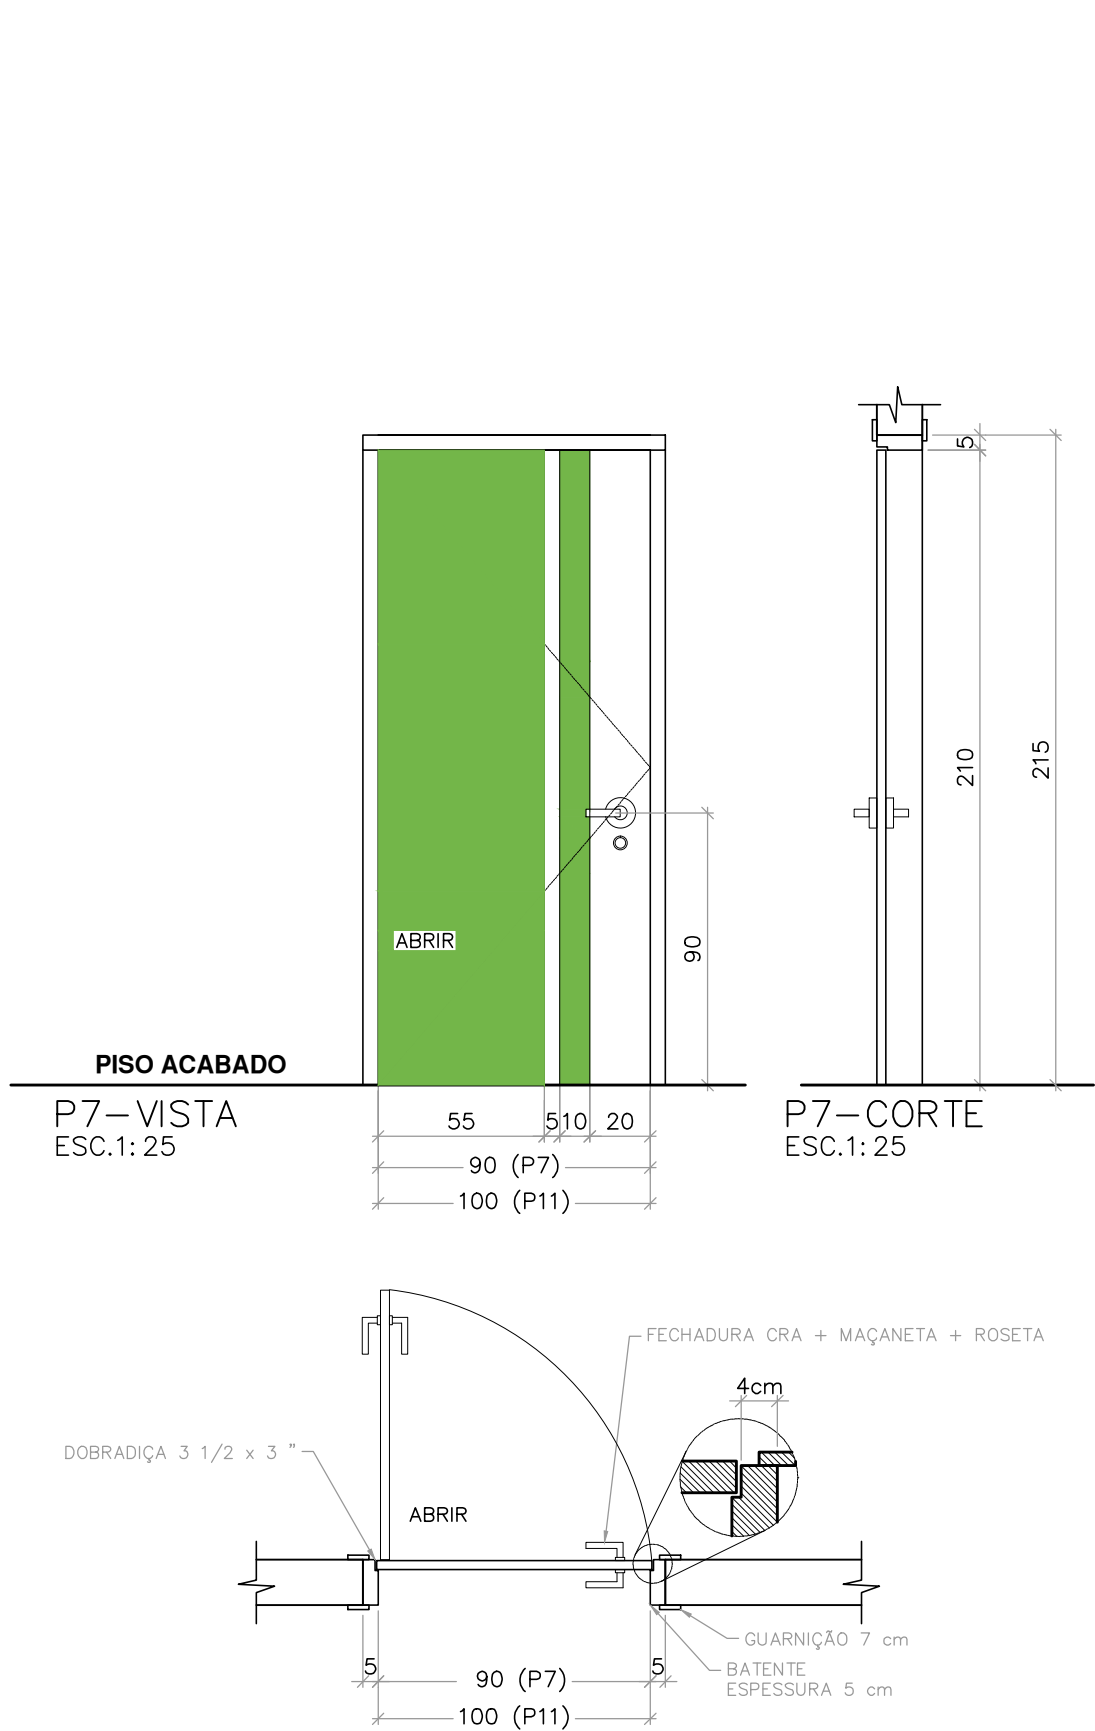 5
210
215
ABRIR
90
PISO ACABADO
P7-VISTA
ESC.1:25
P7-CORTE
ESC.1:25
55
5
10
20
90 (P7)
100 (P11)
FECHADURA CRA + MAÇANETA + ROSETA
4cm
DOBRADIÇA 3 1/2 x 3 ”
ABRIR
GUARNIÇÃO 7 cm
BATENTE
ESPESSURA 5 cm
5
90 (P7)
5
100 (P11)